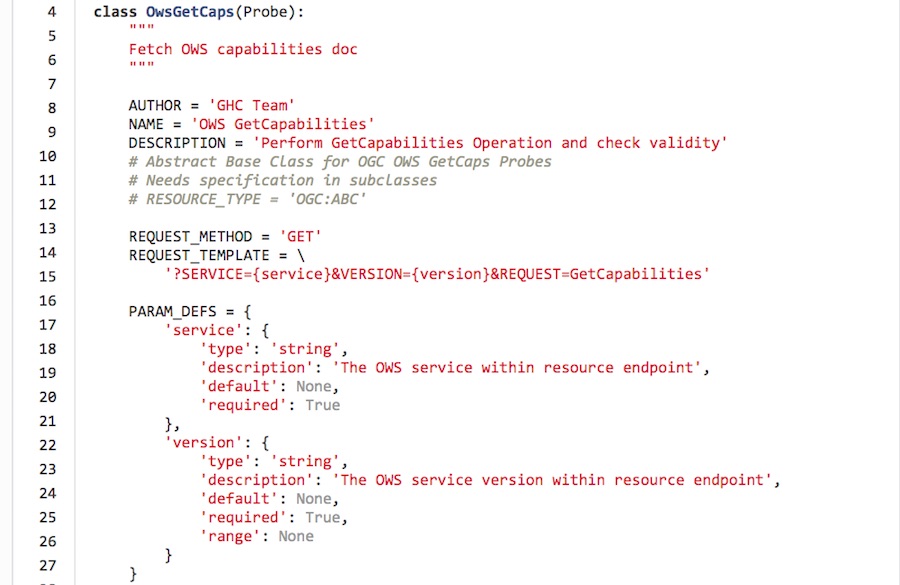 4
5
6
7
8
9
10
11
12
13
14
15
16
17
18
19
20
21
22
23
24
25
26
27
class OwsGetCaps(Probe):
    """
    Fetch OWS capabilities doc
    """

    AUTHOR = 'GHC Team'
    NAME = 'OWS GetCapabilities'
    DESCRIPTION = 'Perform GetCapabilities Operation and check validity'
    # Abstract Base Class for OGC OWS GetCaps Probes
    # Needs specification in subclasses
    # RESOURCE_TYPE = 'OGC:ABC'

    REQUEST_METHOD = 'GET'
    REQUEST_TEMPLATE = \
        '?SERVICE={service}&VERSION={version}&REQUEST=GetCapabilities'

    PARAM_DEFS = {
        'service': {
            'type': 'string',
            'description': 'The OWS service within resource endpoint',
            'default': None,
            'required': True
        },
        'version': {
            'type': 'string',
            'description': 'The OWS service version within resource endpoint',
            'default': None,
            'required': True,
            'range': None
        }
    }